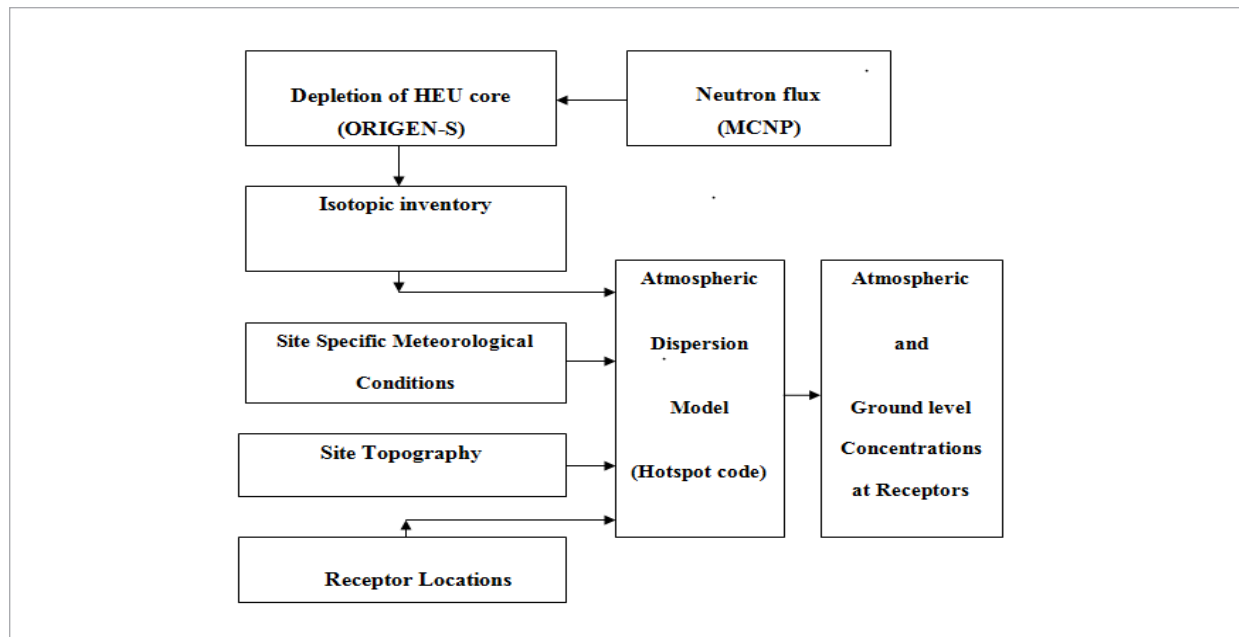 Depletion of HEU core
(ORIGEN-S)
Neutron flux
(MCNP)
Isotopic inventory
Site Specific Meteorological
Conditions
Site Topography
Receptor Locations
Atmospheric
Dispersion
Model
(Hotspot code)
Atmospheric
and
Ground level
Concentrations
at Receptors